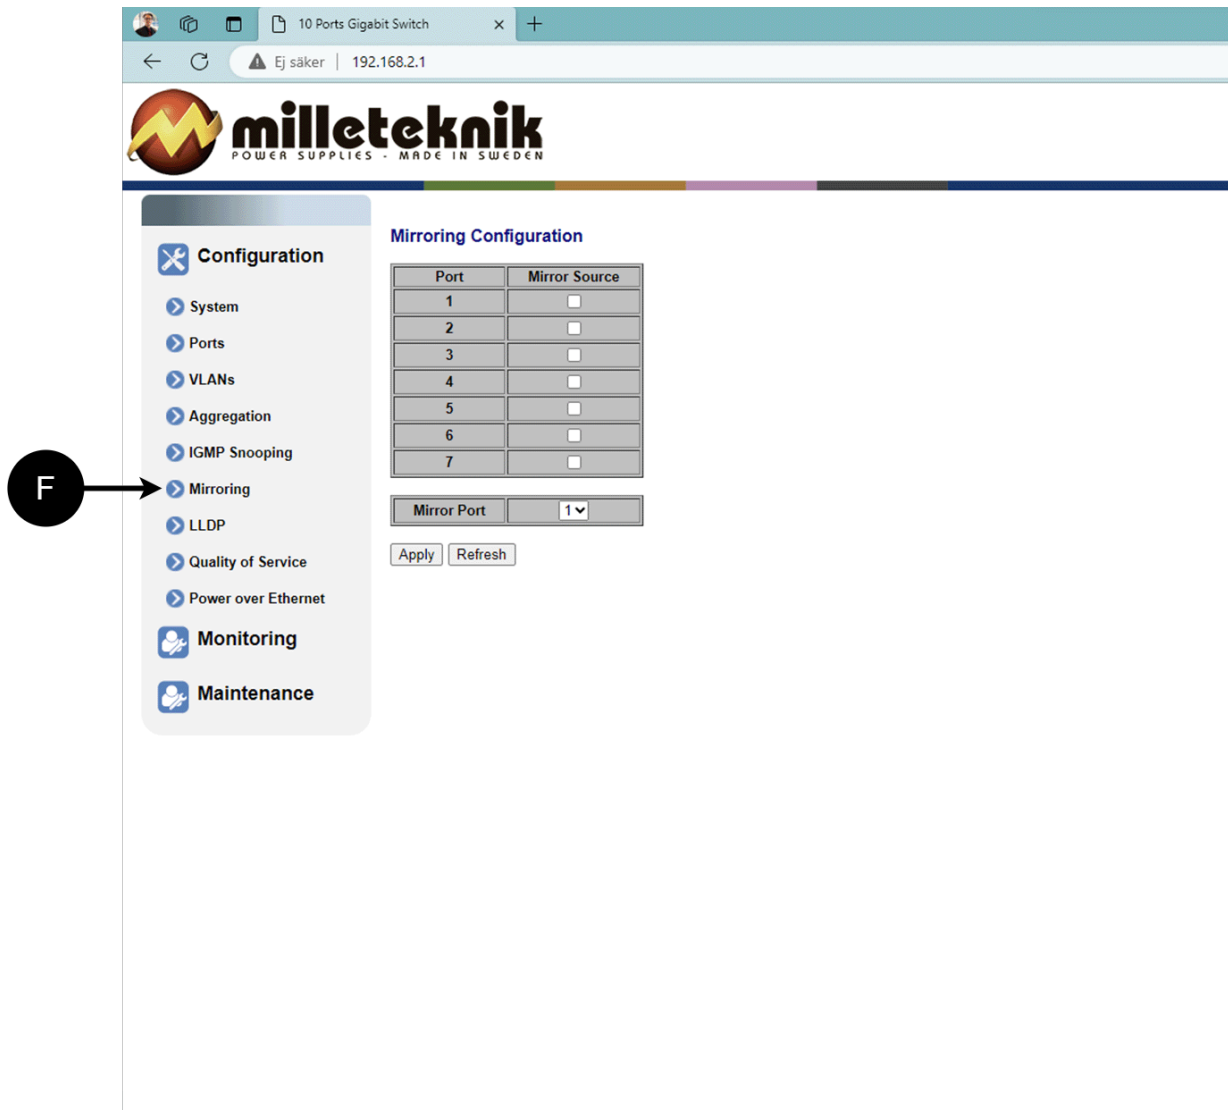 10 Ports Gigabit Switch
Ej säker | 192.168.2.1
milleteknik
POWER SUPPLIES - MADE IN SWEDEN
Configuration
System
Ports
VLANs
Aggregation
IGMP Snooping
F
Mirroring
LLDP
Quality of Service
Power over Ethernet
Monitoring
Maintenance
Mirroring Configuration
Port Mirror Source
1
2
3
4
5
6
7
Mirror Port 1
Apply Refresh